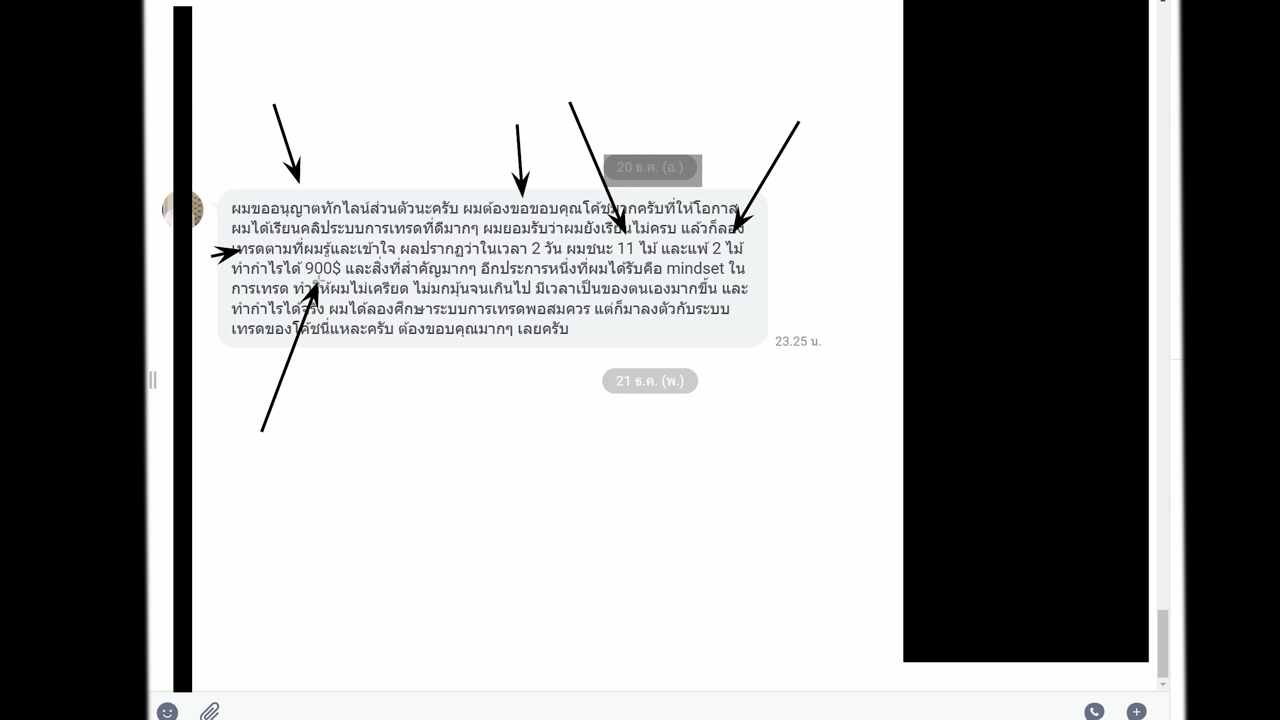 20 ธ.ค. (อ.)
ผมขออนุญาตทักไลน์ส่วนตัวนะครับ ผมต้องขอขอบคุณโค้ชมากครับที่ให้โอกาส
ผมได้เรียนคลิประบบการเทรดที่ดีมากๆ ผมยอมรับว่าผมยังเรียนไม่ครบ แล้วก็ลอง
เทรดตามที่ผมรู้และเข้าใจ ผลปรากฏว่าในเวลา 2 วัน ผมชนะ 11 ไม้ และแพ้ 2 ไม้
ทำกำไรได้ 900$ และสิ่งที่สำคัญมากๆ อีกประการหนึ่งที่ผมได้รับคือ mindset ใน
การเทรด ทำให้ผมไม่เครียด ไม่มกมุ้นจนเกินไป มีเวลาเป็นของตนเองมากขึ้น และ
ทำกำไรได้จริง ผมได้ลองศึกษาระบบการเทรดพอสมควร แต่ก็มาลงตัวกับระบบ
เทรดของโค้ชนี่แหละครับ ต้องขอบคุณมากๆ เลยครับ
23.25 น.
21 ธ.ค. (พ.)